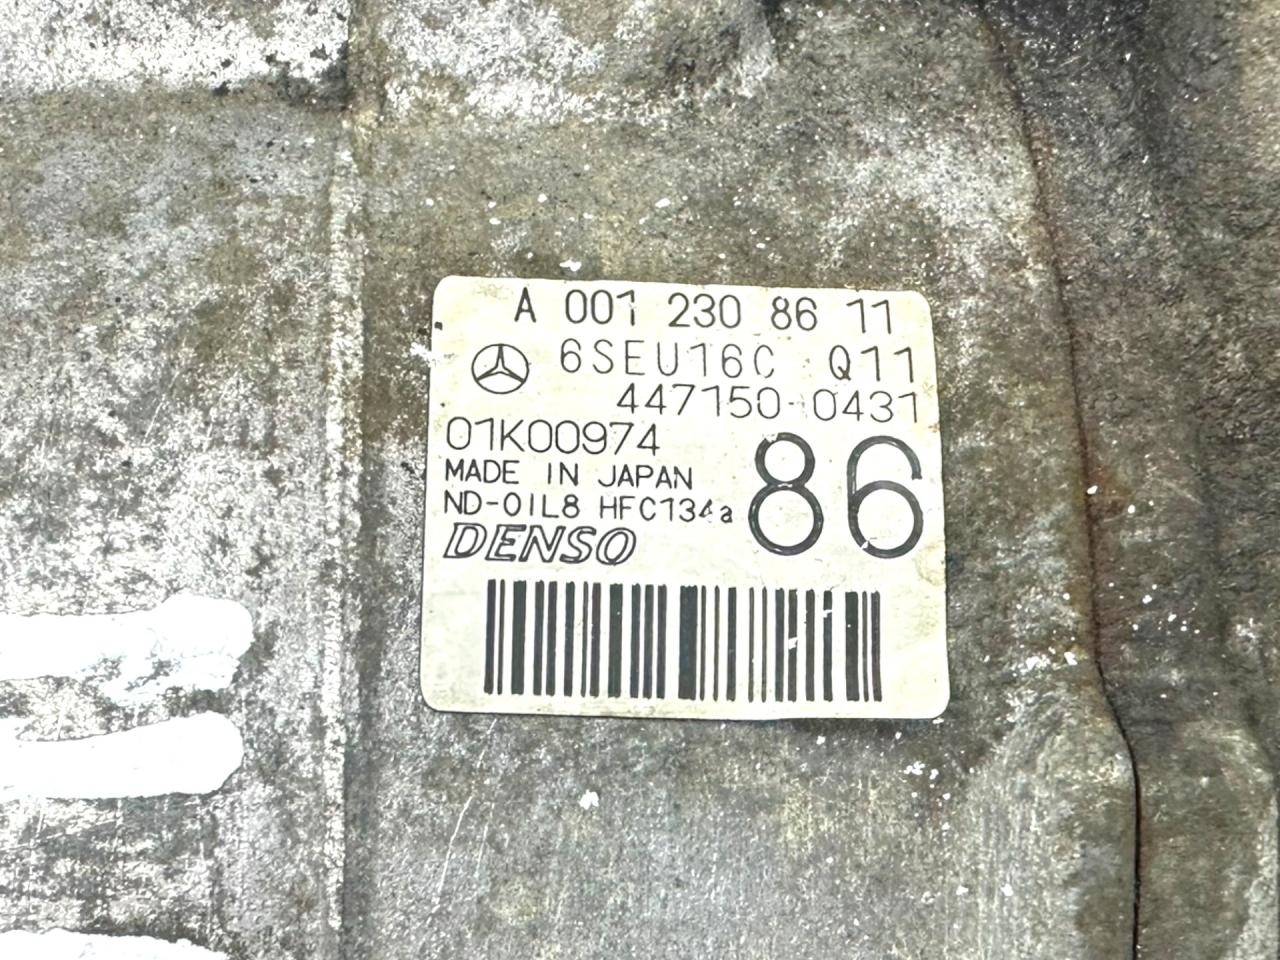 A 001 230 86 11
6SEU16C Q11
447150-0431
01K00974
MADE IN JAPAN
ND-OIL8 HFC134a
86
DENSO